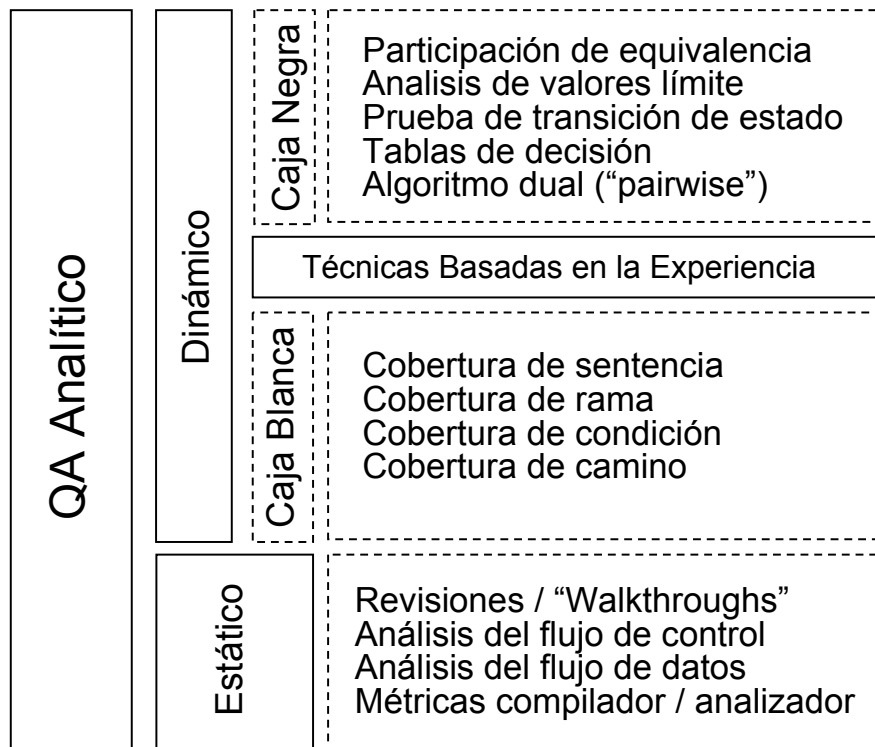 QA Analítico
Dinámico
Caja Negra
Participación de equivalencia
Analisis de valores límite
Prueba de transición de estado
Tablas de decisión
Algoritmo dual (“pairwise”)
Técnicas Basadas en la Experiencia
Caja Blanca
Cobertura de sentencia
Cobertura de rama
Cobertura de condición
Cobertura de camino
Estático
Revisiones / “Walkthroughs”
Análisis del flujo de control
Análisis del flujo de datos
Métricas compilador / analizador